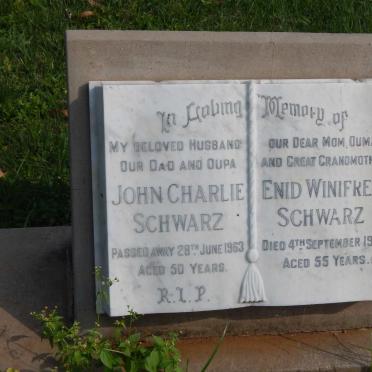 In Loving Memory of
MY BELOVED HUSBAND
OUR DAD AND OUPA
JOHN CHARLIE
SCHWARZ
PASSED AWAY 28TH JUNE 1963
AGED 50 YEARS.
R.I.P.
OUR DEAR MOM, OUMA
AND GREAT GRANDMOTH
ENID WINIFRE
SCHWARZ
DIED 4TH SEPTEMBER 19
AGED 55 YEARS.